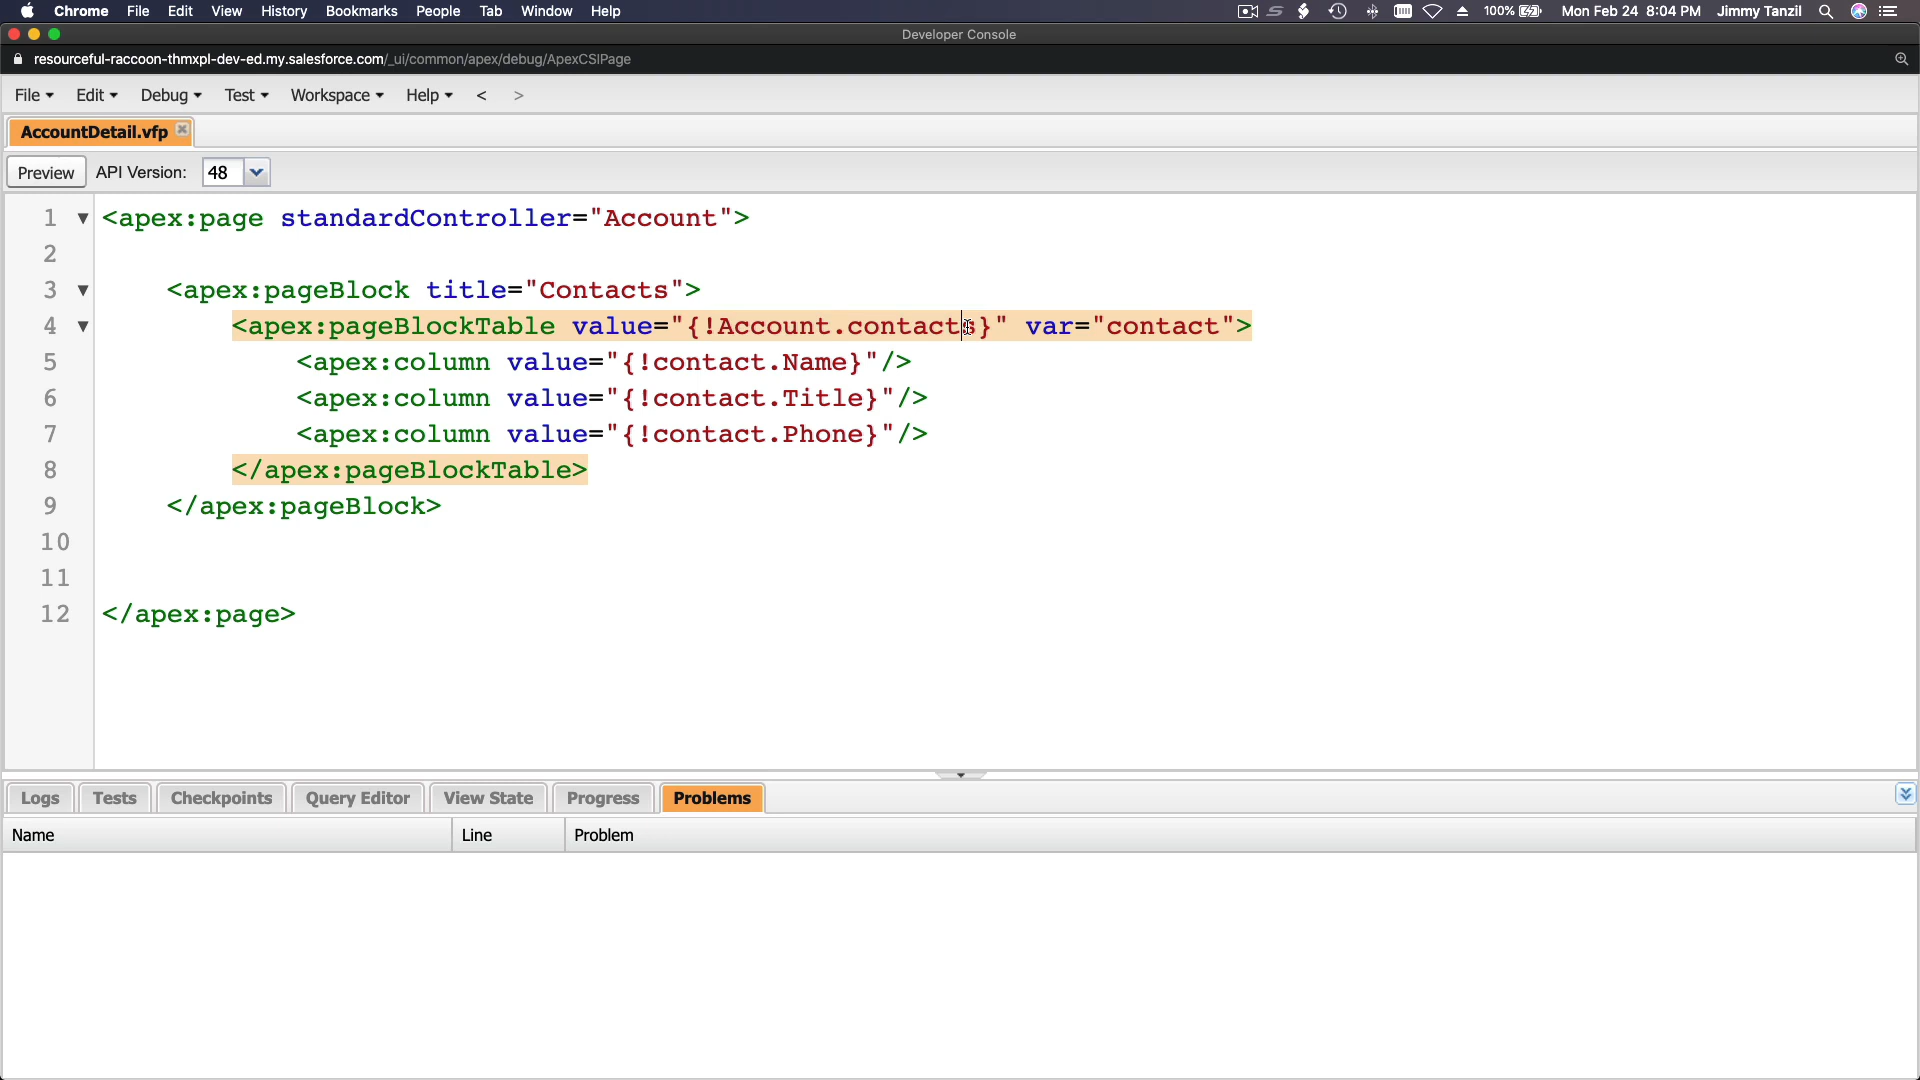 Chrome File Edit View History Bookmarks People Tab Window Help 100% Mon Feb 24 8:04 PM Jimmy Tanzil
Developer Console
resourceful-raccoon-thmxpl-dev-ed.my.salesforce.com/_ui/common/apex/debug/ApexCSIPage
File Edit Debug Test Workspace Help < >
AccountDetail.vfp
Preview API Version: 48
1 <apex:page standardController="Account">
2
3 <apex:pageBlock title="Contacts">
4 <apex:pageBlockTable value="{!Account.contacts}" var="contact">
5 <apex:column value="{!contact.Name}"/>
6 <apex:column value="{!contact.Title}"/>
7 <apex:column value="{!contact.Phone}"/>
8 </apex:pageBlockTable>
9 </apex:pageBlock>
10
11
12 </apex:page>
Logs Tests Checkpoints Query Editor View State Progress Problems
Name Line Problem